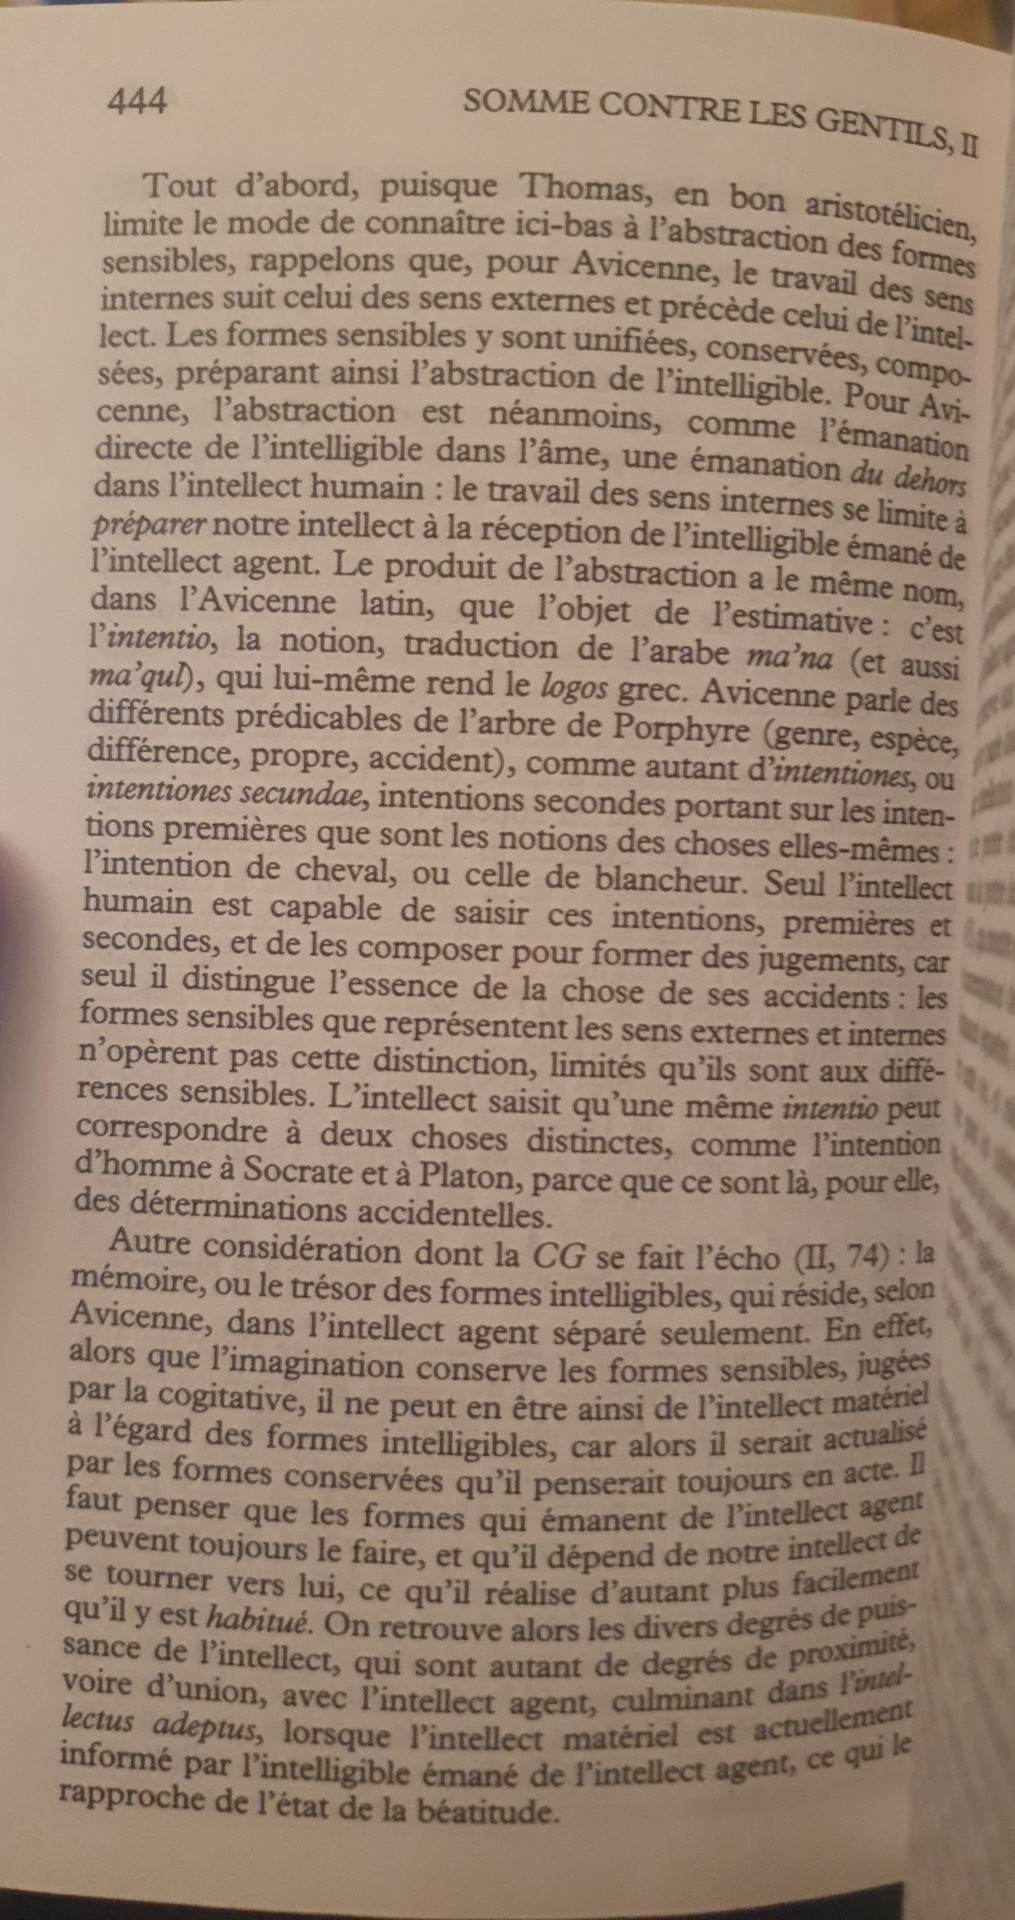 444
SOMME CONTRE LES GENTILS, II
Tout d'abord, puisque Thomas, en bon aristotélicien,
limite le mode de connaître ici-bas à l'abstraction des formes
sensibles, rappelons que, pour Avicenne, le travail des sens
internes suit celui des sens externes et précède celui de l'intel-
lect. Les formes sensibles y sont unifiées, conservées, compo-
sées, préparant ainsi l'abstraction de l'intelligible. Pour Avi-
cenne, l'abstraction est néanmoins, comme l'émanation
directe de l'intelligible dans l'âme, une émanation du dehors
dans l'intellect humain : le travail des sens internes se limite à
préparer notre intellect à la réception de l'intelligible émané de
l'intellect agent. Le produit de l'abstraction a le même nom,
dans l'Avicenne latin, que l'objet de l'estimative : c'est
l'intentio, la notion, traduction de l'arabe ma'na (et aussi
ma'qul), qui lui-même rend le logos grec. Avicenne parle des
différents prédicables de l'arbre de Porphyre (genre, espèce,
différence, propre, accident), comme autant d'intentiones, ou
intentiones secundae, intentions secondes portant sur les inten-
tions premières que sont les notions des choses elles-mêmes :
l'intention de cheval, ou celle de blancheur. Seul l'intellect
humain est capable de saisir ces intentions, premières et
secondes, et de les composer pour former des jugements, car
seul il distingue l'essence de la chose de ses accidents : les
formes sensibles que représentent les sens externes et internes
n'opèrent pas cette distinction, limités qu'ils sont aux diffé-
rences sensibles. L'intellect saisit qu'une même intentio peut
correspondre à deux choses distinctes, comme l'intention
d'homme à Socrate et à Platon, parce que ce sont là, pour elle,
des déterminations accidentelles.
Autre considération dont la CG se fait l'écho (II, 74) : la
mémoire, ou le trésor des formes intelligibles, qui réside, selon
Avicenne, dans l'intellect agent séparé seulement. En effet,
alors que l'imagination conserve les formes sensibles, jugées
par la cogitative, il ne peut en être ainsi de l'intellect matériel
à l'égard des formes intelligibles, car alors il serait actualisé
par les formes conservées qu'il penserait toujours en acte. Il
faut penser que les formes qui émanent de l'intellect agent
peuvent toujours le faire, et qu'il dépend de notre intellect de
se tourner vers lui, ce qu'il réalise d'autant plus facilement
qu'il y est habitué. On retrouve alors les divers degrés de puis-
sance de l'intellect, qui sont autant de degrés de proximité,
voire d'union, avec l'intellect agent, culminant dans l'intel-
lectus adeptus, lorsque l'intellect matériel est actuellement
informé par l'intelligible émané de l'intellect agent, ce qui le
rapproche de l'état de la béatitude.